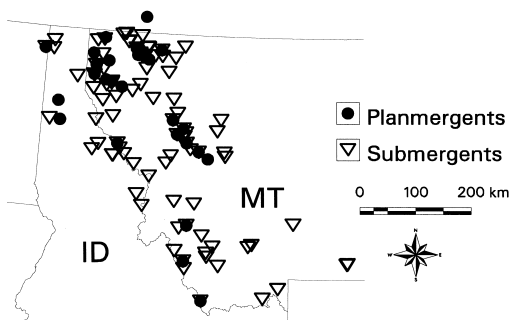 Planmergents
Submergents
MT
0 100 200 km
ID
N
W E
S